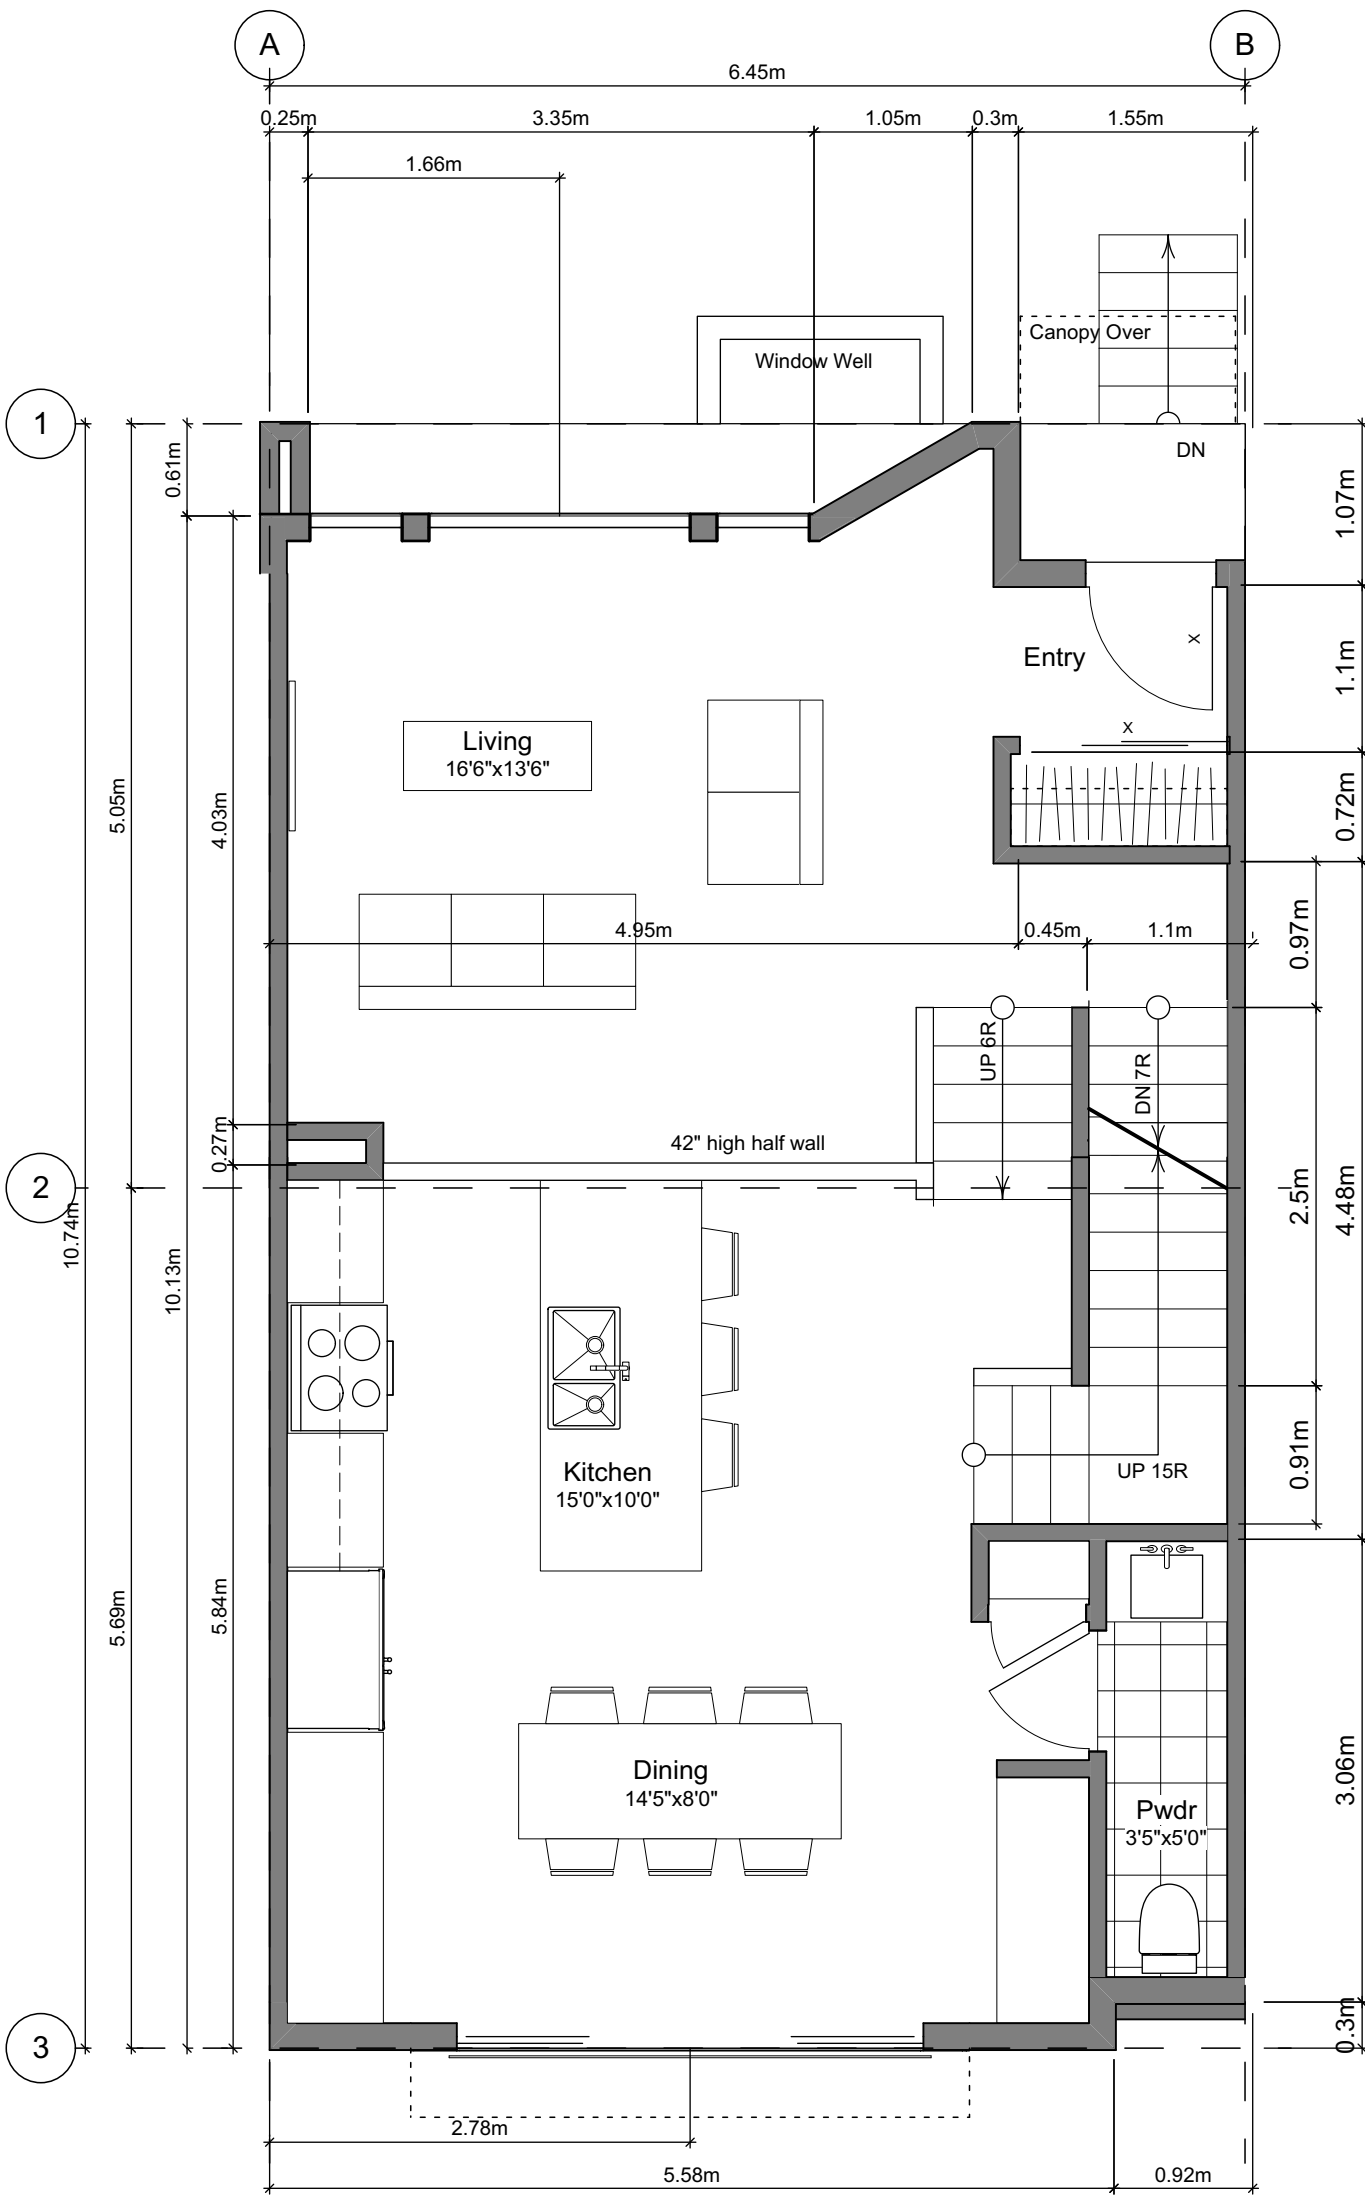 A
B
6.45m
0.25m
3.35m
1.05m
0.3m
1.55m
1.66m
Canopy Over
Window Well
1
DN
0.61m
1.07m
X
Entry
1.1m
X
Living
16'6"x13'6"
5.05m
4.03m
0.72m
4.95m
0.45m
1.1m
0.97m
UP 6R
DN 7R
0.27m
42" high half wall
2
10.74m
2.5m
4.48m
10.13m
Kitchen
15'0"x10'0"
UP 15R
0.91m
5.69m
5.84m
Dining
14'5"x8'0"
Pwdr
3'5"x5'0"
3.06m
3
0.3m
2.78m
5.58m
0.92m